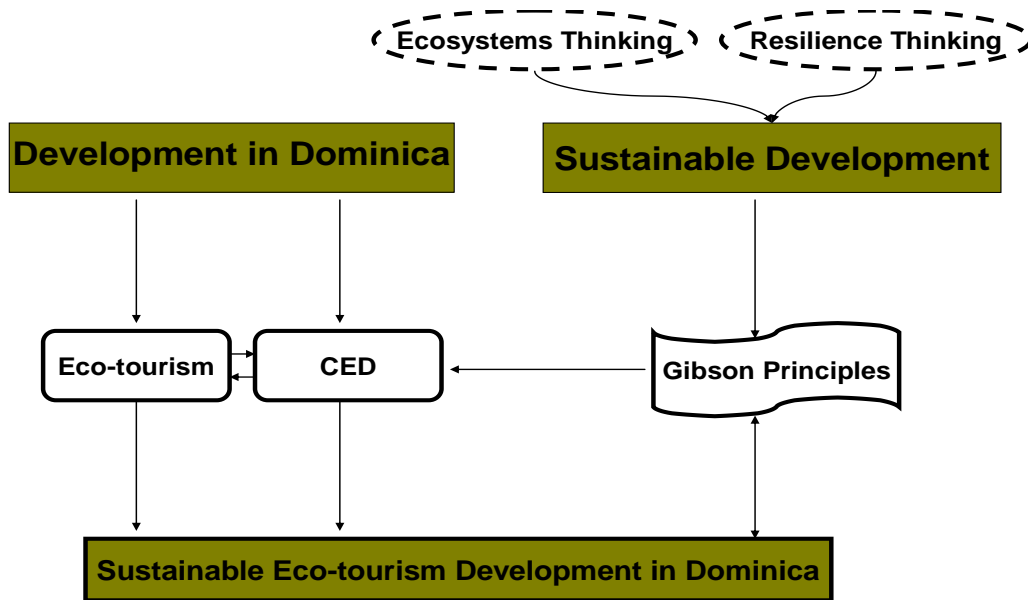 Ecosystems Thinking
Resilience Thinking
Development in Dominica
Sustainable Development
Eco-tourism
CED
Gibson Principles
Sustainable Eco-tourism Development in Dominica